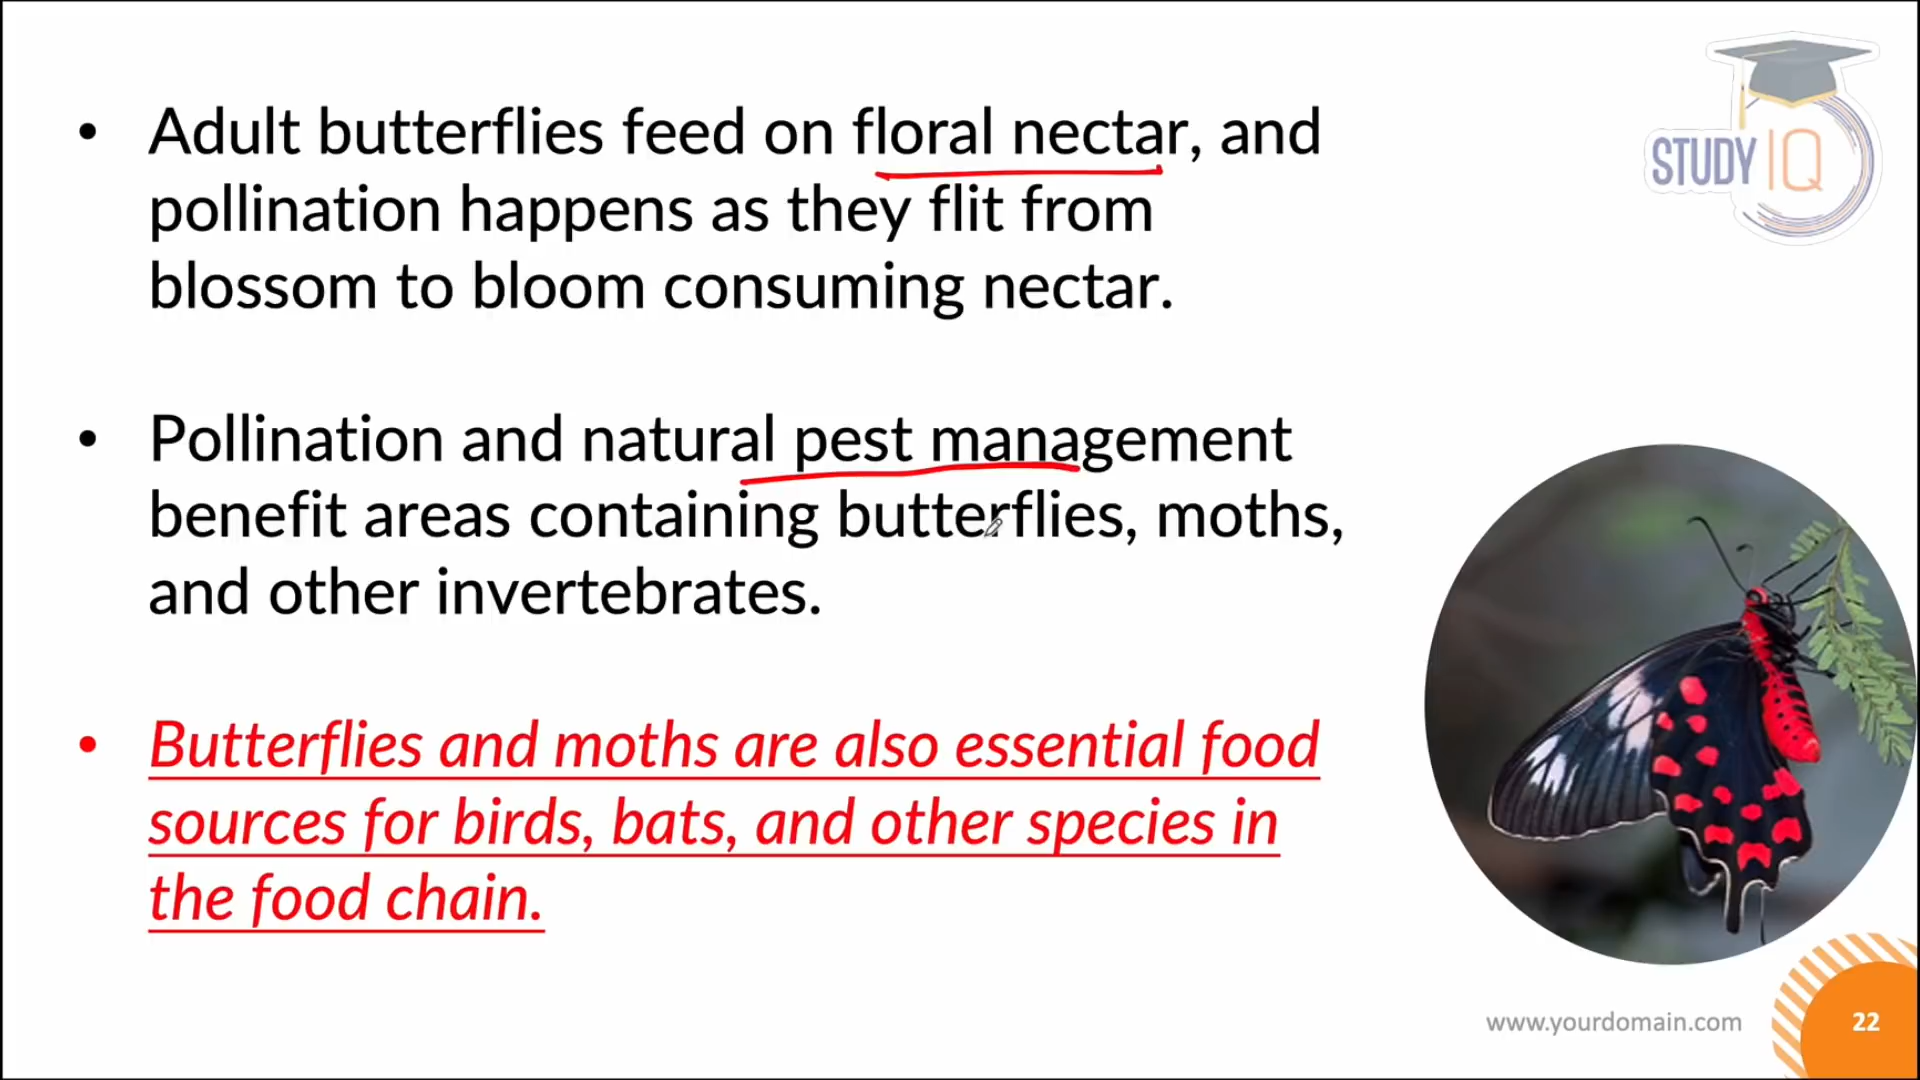 • Adult butterflies feed on floral nectar, and
pollination happens as they flit from
blossom to bloom consuming nectar.
• Pollination and natural pest management
benefit areas containing butterflies, moths,
and other invertebrates.
• Butterflies and moths are also essential food
sources for birds, bats, and other species in
the food chain.
STUDY IQ
www.yourdomain.com
22